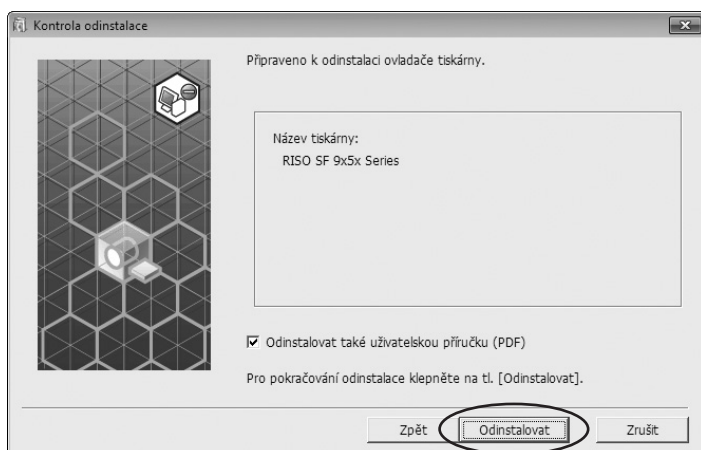 Kontrola odinstalace
Připraveno k odinstalaci ovladače tiskárny.
Název tiskárny:
RISO SF 9x5x Series
Odinstalovat také uživatelskou příručku (PDF)
Pro pokračování odinstalace klepněte na tl. [Odinstalovat].
Zpět
Odinstalovat
Zrušit